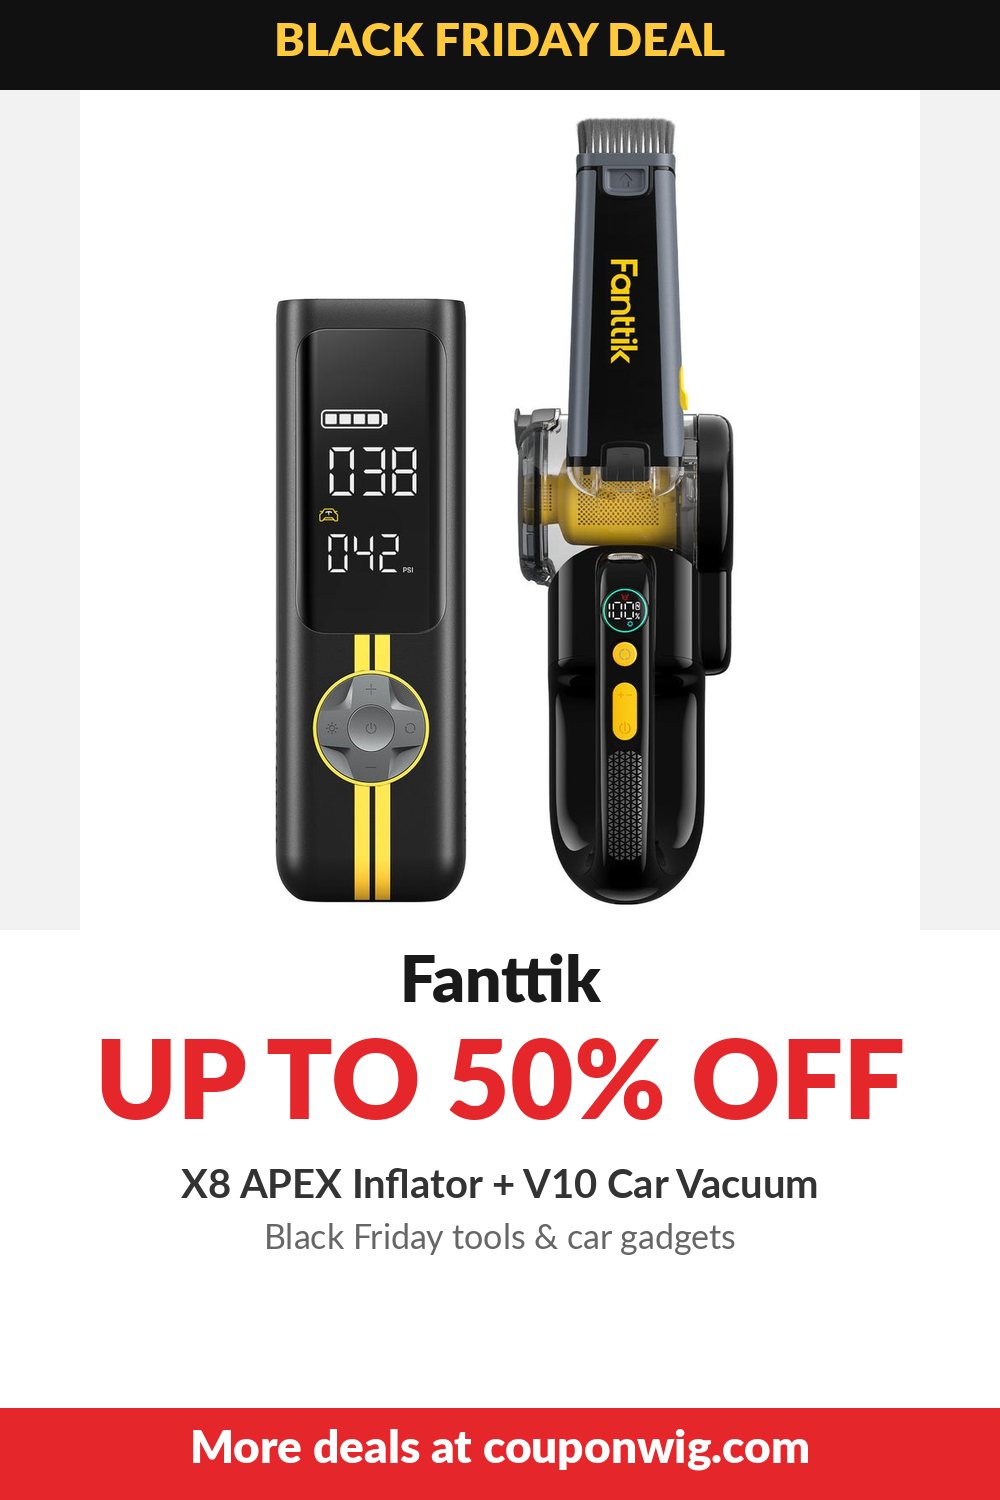 BLACK FRIDAY DEAL
Fanttik
038
042 PSI
100%
Fanttik
UP TO 50% OFF
X8 APEX Inflator + V10 Car Vacuum
Black Friday tools & car gadgets
More deals at couponwig.com